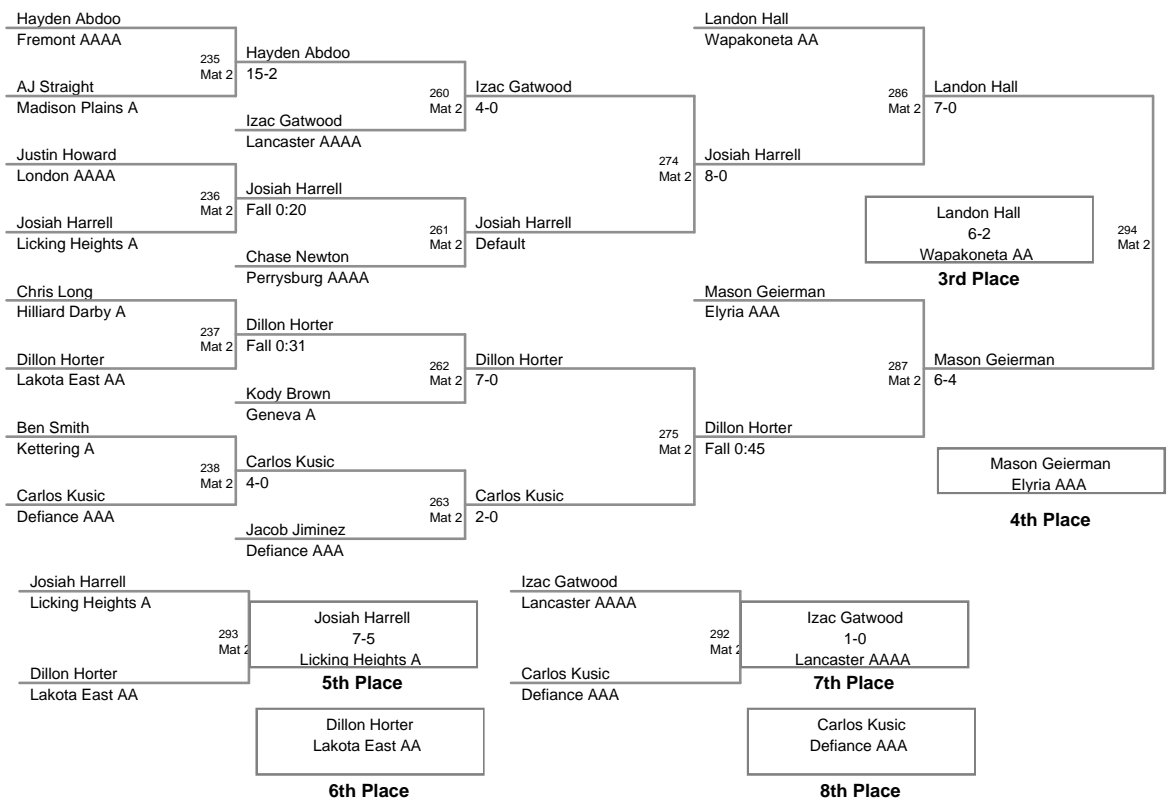 Hayden Abdoo
Fremont AAAA
235
Mat 2
AJ Straight
Madison Plains A
Justin Howard
London AAAA
236
Mat 2
Josiah Harrell
Licking Heights A
Chris Long
Hilliard Darby A
237
Mat 2
Dillon Horter
Lakota East AA
Ben Smith
Kettering A
238
Mat 2
Carlos Kusic
Defiance AAA
Hayden Abdoo
15-2
260
Mat 2
Izac Gatwood
Lancaster AAAA
Josiah Harrell
Fall 0:20
261
Mat 2
Chase Newton
Perrysburg AAAA
Dillon Horter
Fall 0:31
262
Mat 2
Kody Brown
Geneva A
Carlos Kusic
4-0
263
Mat 2
Jacob Jiminez
Defiance AAA
Izac Gatwood
4-0
274
Mat 2
Josiah Harrell
Default
Dillon Horter
7-0
275
Mat 2
Carlos Kusic
2-0
Landon Hall
Wapakoneta AA
286
Mat 2
Josiah Harrell
8-0
Mason Geierman
Elyria AAA
287
Mat 2
Dillon Horter
Fall 0:45
Landon Hall
7-0
294
Mat 2
Mason Geierman
6-4
Landon Hall
6-2
Wapakoneta AA
3rd Place
Mason Geierman
Elyria AAA
4th Place
Josiah Harrell
Licking Heights A
293
Mat 2
Dillon Horter
Lakota East AA
Josiah Harrell
7-5
Licking Heights A
5th Place
Dillon Horter
Lakota East AA
6th Place
Izac Gatwood
Lancaster AAAA
292
Mat 2
Carlos Kusic
Defiance AAA
Izac Gatwood
1-0
Lancaster AAAA
7th Place
Carlos Kusic
Defiance AAA
8th Place